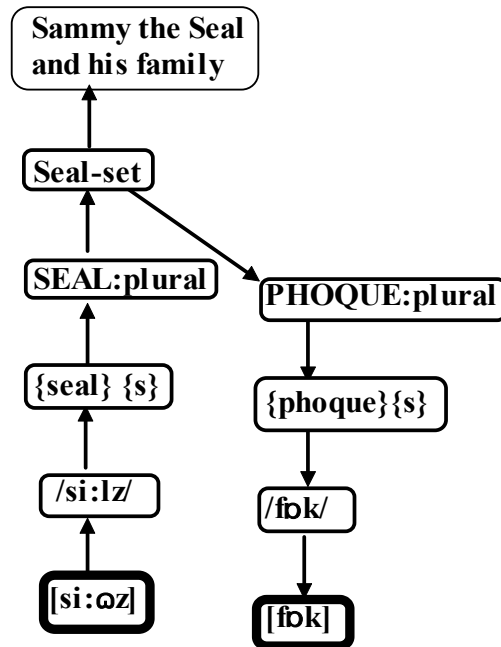 Sammy the Seal
and his family
Seal-set
SEAL:plural
PHOQUE:plural
{seal} {s}
{phoque}{s}
/si:lz/
/fɒk/
[si:ɷz]
[fɒk]